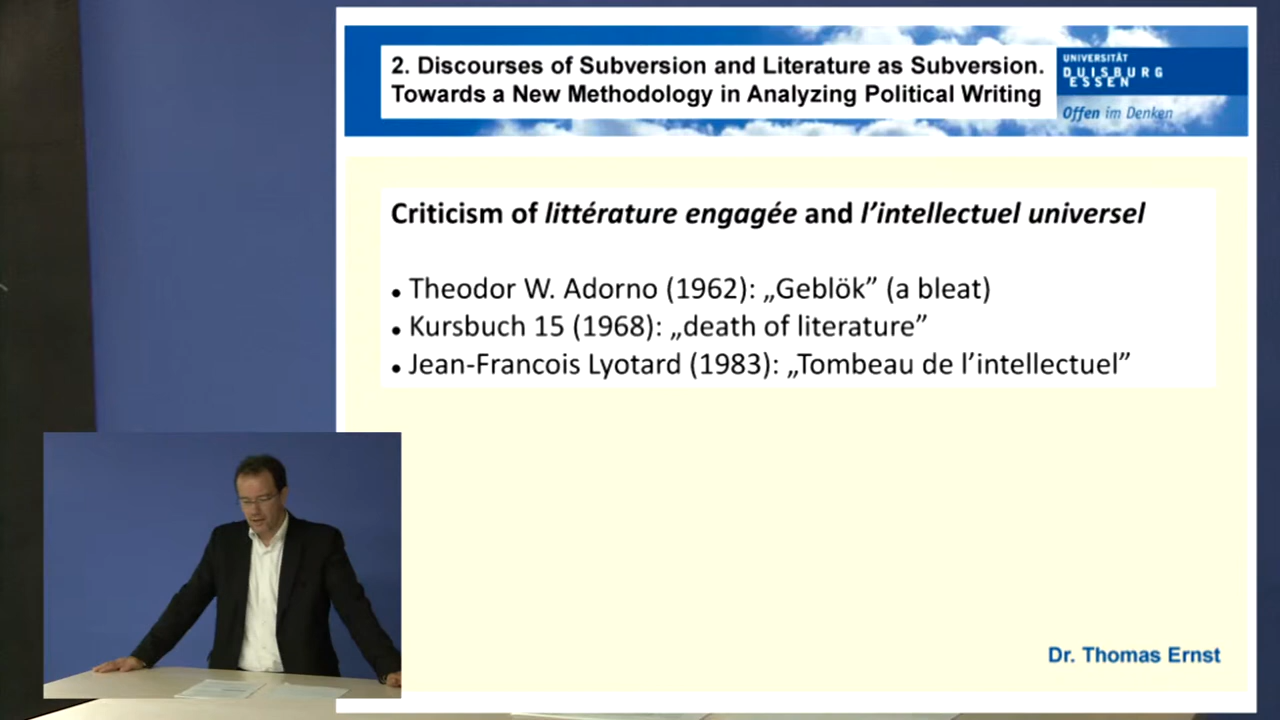 2. Discourses of Subversion and Literature as Subversion.
Towards a New Methodology in Analyzing Political Writing
UNIVERSITÄT
DUISBURG
ESSEN
Offen im Denken
Criticism of littérature engagée and l’intellectuel universel
• Theodor W. Adorno (1962): „Geblök” (a bleat)
• Kursbuch 15 (1968): „death of literature”
• Jean-Francois Lyotard (1983): „Tombeau de l’intellectuel”
Dr. Thomas Ernst